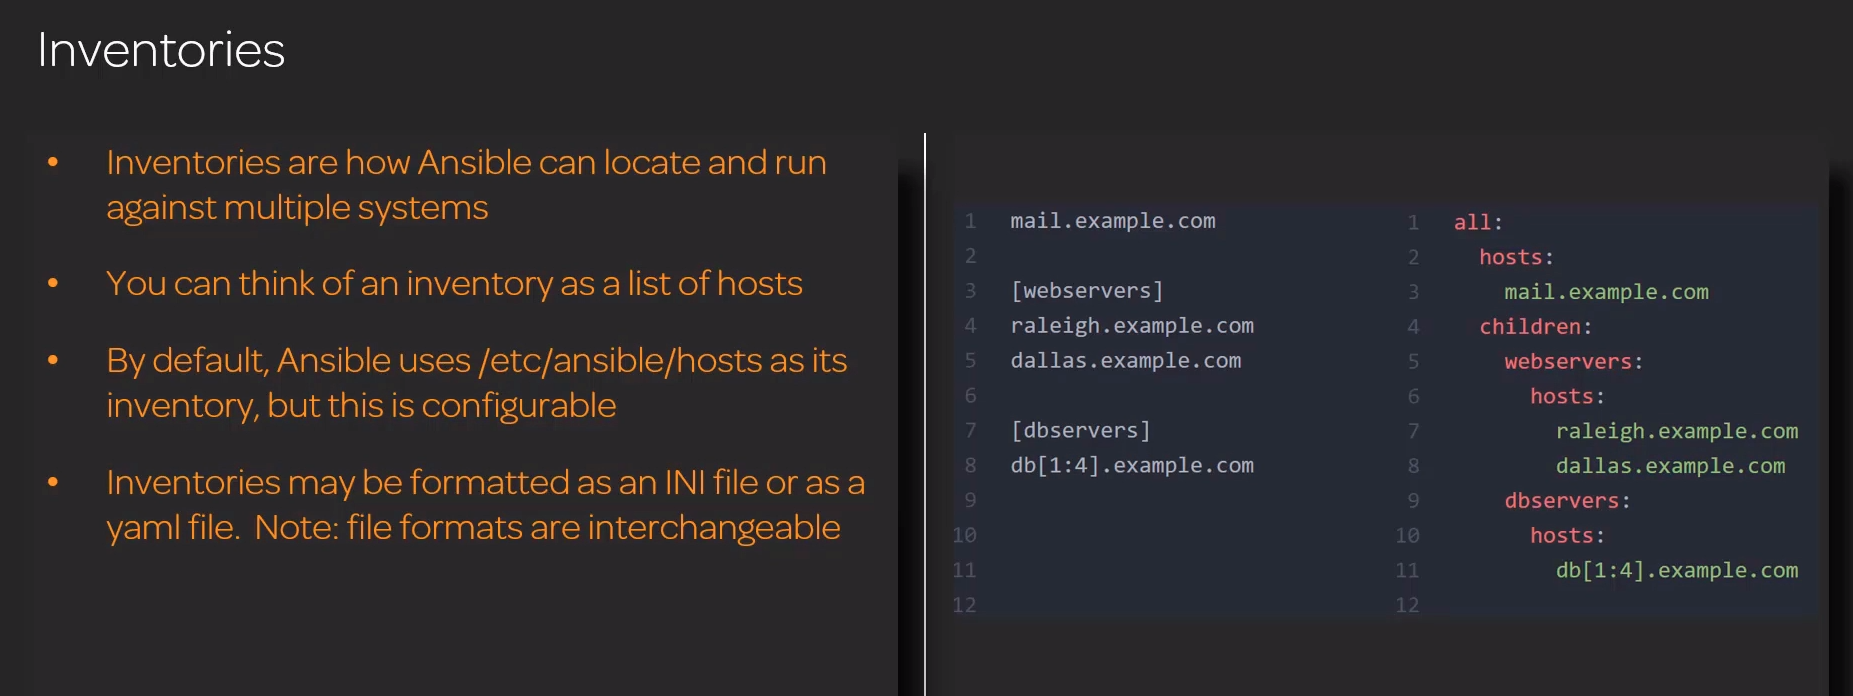 Inventories
• Inventories are how Ansible can locate and run
against multiple systems
• You can think of an inventory as a list of hosts
• By default, Ansible uses /etc/ansible/hosts as its
inventory, but this is configurable
• Inventories may be formatted as an INI file or as a
yaml file.  Note: file formats are interchangeable
1 mail.example.com
2
3 [webservers]
4 raleigh.example.com
5 dallas.example.com
6
7 [dbservers]
8 db[1:4].example.com
9
10
11
12
1 all:
2   hosts:
3     mail.example.com
4   children:
5     webservers:
6       hosts:
7         raleigh.example.com
8         dallas.example.com
9     dbservers:
10       hosts:
11         db[1:4].example.com
12